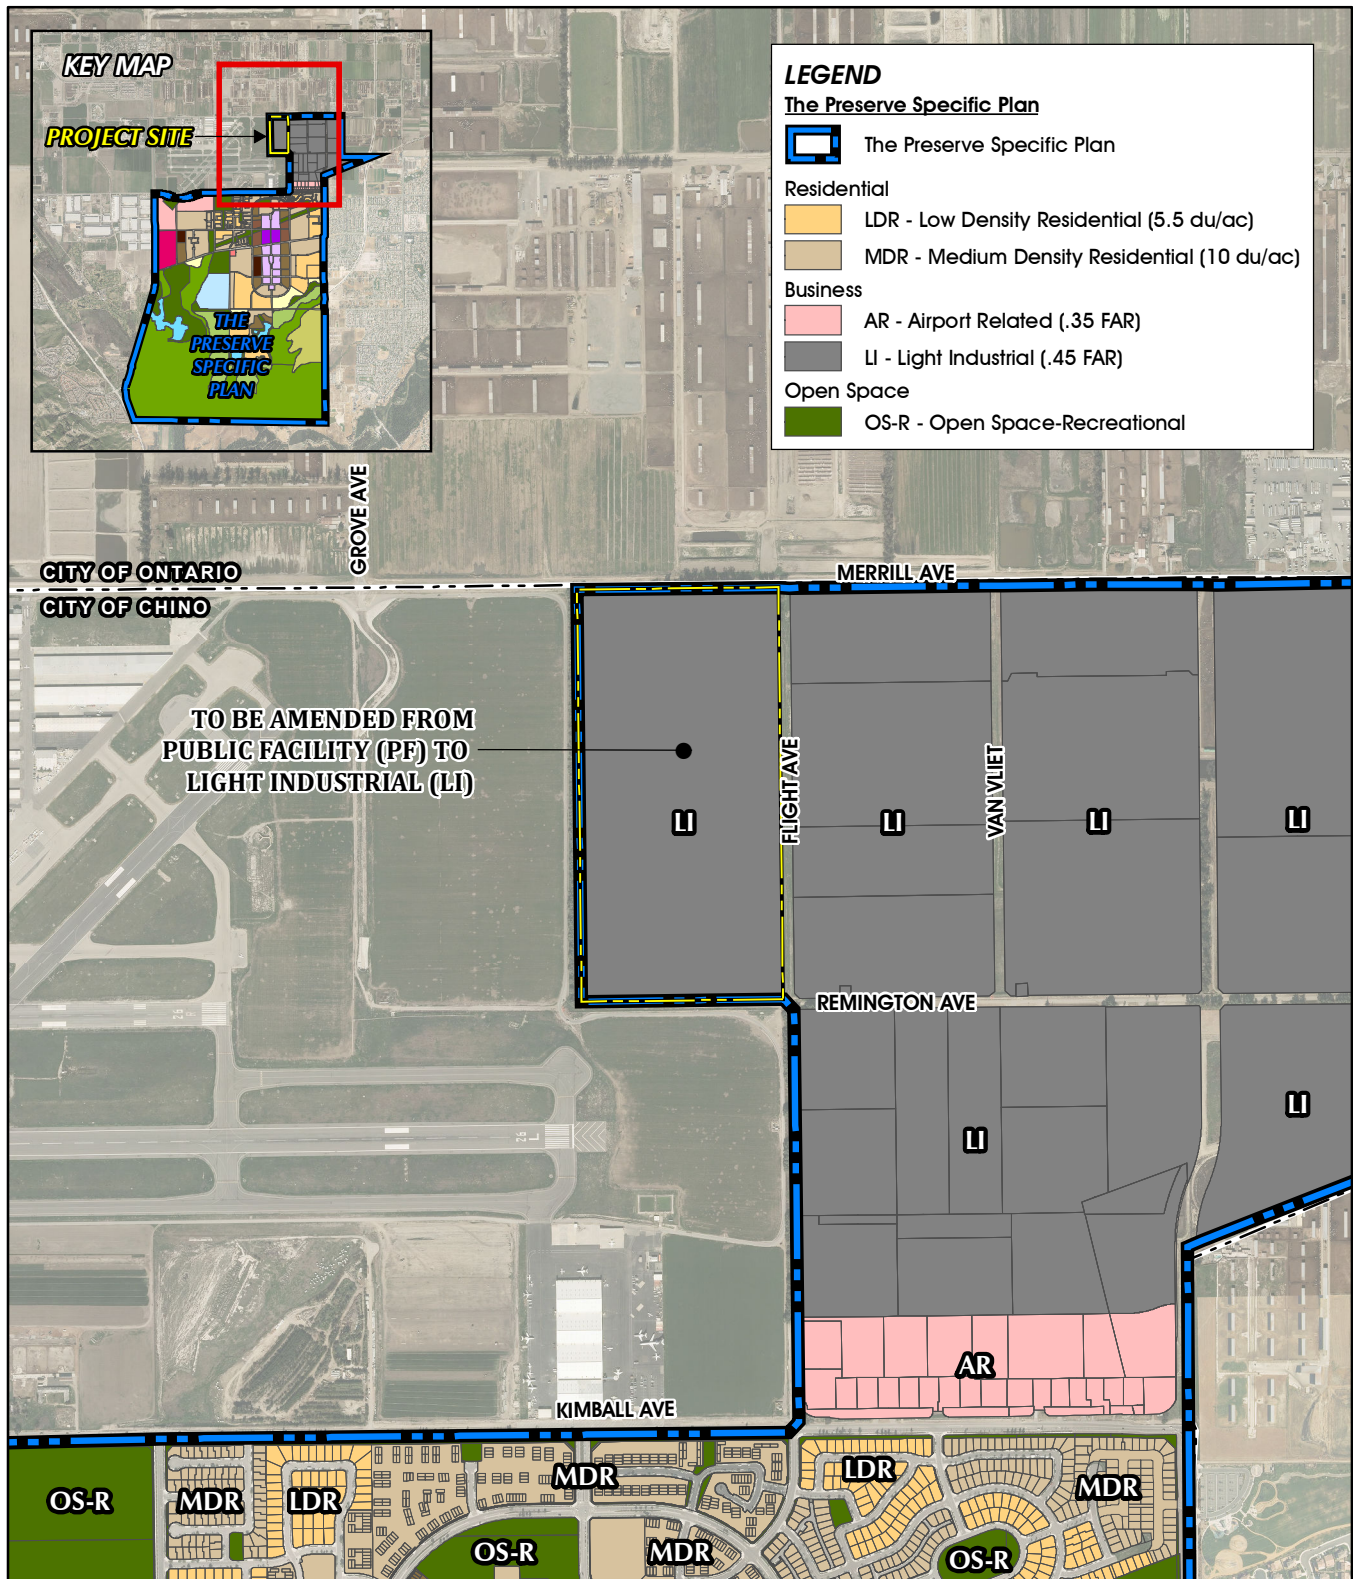 KEY MAP
PROJECT SITE
THE
PRESERVE
SPECIFIC
PLAN
LEGEND
The Preserve Specific Plan
The Preserve Specific Plan
Residential
LDR - Low Density Residential (5.5 du/ac)
MDR - Medium Density Residential (10 du/ac)
Business
AR - Airport Related (.35 FAR)
LI - Light Industrial (.45 FAR)
Open Space
OS-R - Open Space-Recreational
GROVE AVE
CITY OF ONTARIO
CITY OF CHINO
MERRILL AVE
TO BE AMENDED FROM
PUBLIC FACILITY (PF) TO
LIGHT INDUSTRIAL (LI)
FLIGHT AVE
VAN VLIET
LI
LI
LI
LI
REMINGTON AVE
26
LI
26 L
LI
AR
KIMBALL AVE
OS-R
MDR
LDR
MDR
LDR
MDR
OS-R
MDR
OS-R